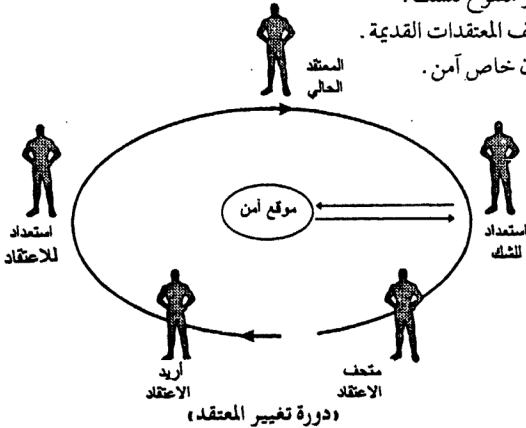 للشك .
المعتقدات القديمة .
خاص آمن .
المعتقد
الحالي
استعداد
للشك
موقع آمن
استعداد
للاعتقاد
متحف
الاعتقاد
أريد
الاعتقاد
«دورة تغيير المعتقد»